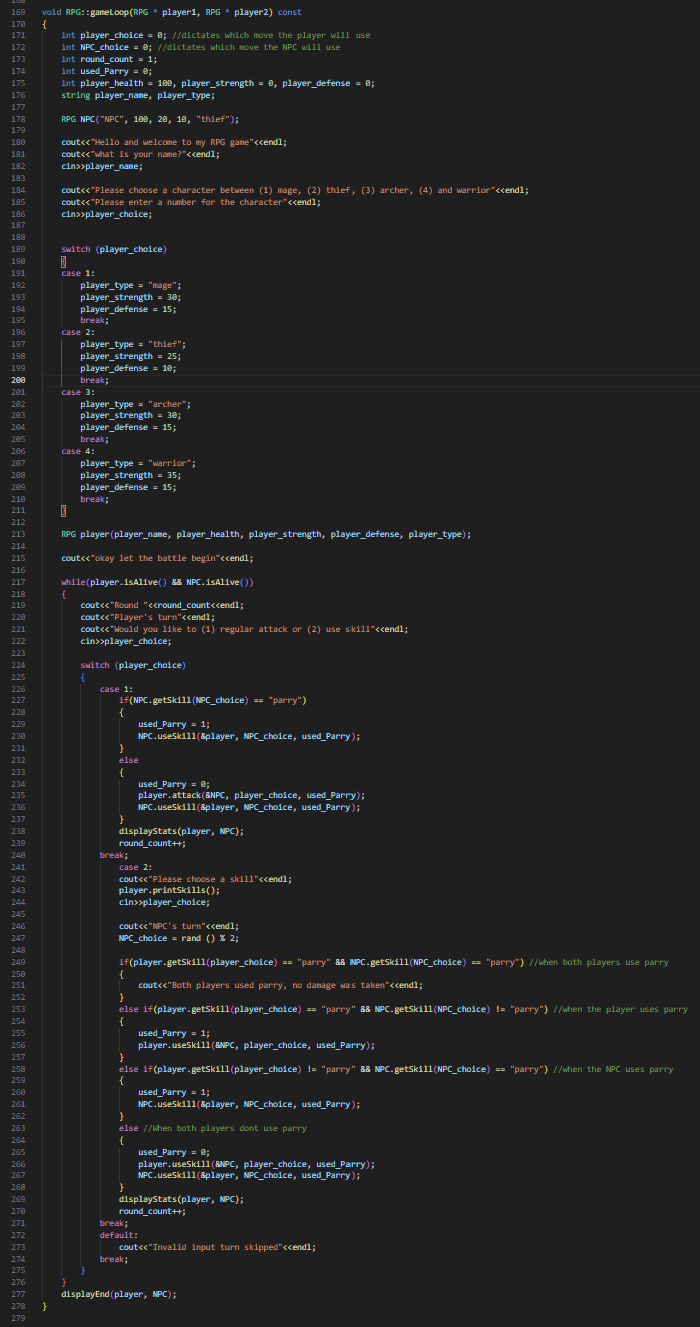 168
169 void RPG::gameLoop(RPG * player1, RPG * player2) const
170 {
171 int player_choice = 0; //dictates which move the player will use
172 int NPC_choice = 0; //dictates which move the NPC will use
173 int round_count = 1;
174 int used_Parry = 0;
175 int player_health = 100, player_strength = 0, player_defense = 0;
176 string player_name, player_type;
177
178 RPG NPC("NPC", 100, 20, 10, "thief");
179
180 cout<<"Hello and welcome to my RPG game"<<endl;
181 cout<<"what is your name?"<<endl;
182 cin>>player_name;
183
184 cout<<"Please choose a character between (1) mage, (2) thief, (3) archer, (4) and warrior"<<endl;
185 cout<<"Please enter a number for the character"<<endl;
186 cin>>player_choice;
187
188
189 switch (player_choice)
190 {
191 case 1:
192 player_type = "mage";
193 player_strength = 30;
194 player_defense = 15;
195 break;
196 case 2:
197 player_type = "thief";
198 player_strength = 25;
199 player_defense = 10;
200 break;
201 case 3:
202 player_type = "archer";
203 player_strength = 30;
204 player_defense = 15;
205 break;
206 case 4:
207 player_type = "warrior";
208 player_strength = 35;
209 player_defense = 15;
210 break;
211 }
212
213 RPG player(player_name, player_health, player_strength, player_defense, player_type);
214
215 cout<<"okay let the battle begin"<<endl;
216
217 while(player.isAlive() && NPC.isAlive())
218 {
219 cout<<"Round "<<round_count<<endl;
220 cout<<"Player's turn"<<endl;
221 cout<<"Would you like to (1) regular attack or (2) use skill"<<endl;
222 cin>>player_choice;
223
224 switch (player_choice)
225 {
226 case 1:
227 if(NPC.getSkill(NPC_choice) == "parry")
228 {
229 used_Parry = 1;
230 NPC.useSkill(&player, NPC_choice, used_Parry);
231 }
232 else
233 {
234 used_Parry = 0;
235 player.attack(&NPC, player_choice, used_Parry);
236 NPC.useSkill(&player, NPC_choice, used_Parry);
237 }
238 displayStats(player, NPC);
239 round_count++;
240 break;
241 case 2:
242 cout<<"Please choose a skill"<<endl;
243 player.printSkills();
244 cin>>player_choice;
245
246 cout<<"NPC's turn"<<endl;
247 NPC_choice = rand () % 2;
248
249 if(player.getSkill(player_choice) == "parry" && NPC.getSkill(NPC_choice) == "parry") //when both players use parry
250 {
251 cout<<"Both players used parry, no damage was taken"<<endl;
252 }
253 else if(player.getSkill(player_choice) == "parry" && NPC.getSkill(NPC_choice) != "parry") //when the player uses parry
254 {
255 used_Parry = 1;
256 player.useSkill(&NPC, player_choice, used_Parry);
257 }
258 else if(player.getSkill(player_choice) != "parry" && NPC.getSkill(NPC_choice) == "parry") //when the NPC uses parry
259 {
260 used_Parry = 1;
261 NPC.useSkill(&player, NPC_choice, used_Parry);
262 }
263 else //When both players dont use parry
264 {
265 used_Parry = 0;
266 player.useSkill(&NPC, player_choice, used_Parry);
267 NPC.useSkill(&player, NPC_choice, used_Parry);
268 }
269 displayStats(player, NPC);
270 round_count++;
271 break;
272 default:
273 cout<<"Invalid input turn skipped"<<endl;
274 break;
275 }
276 }
277 displayEnd(player, NPC);
278 }
279